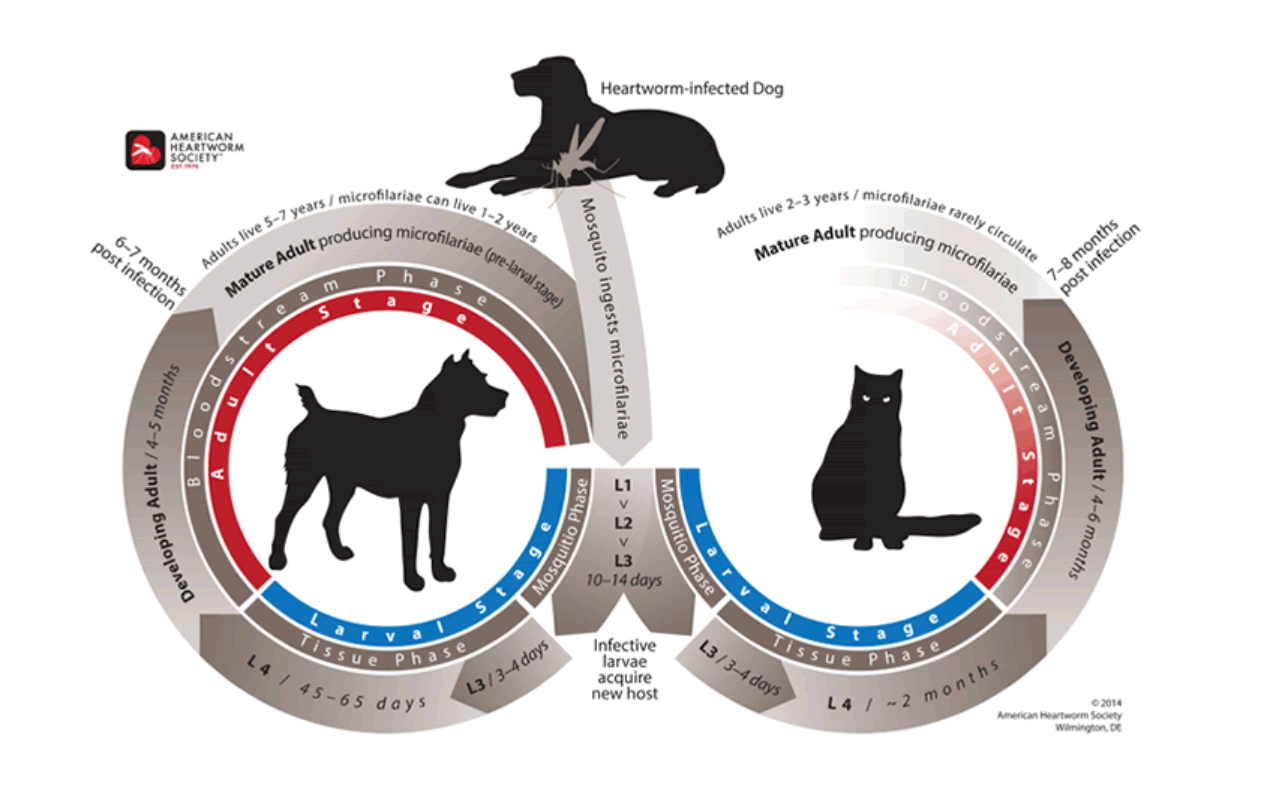 Heartworm-infected Dog
AMERICAN
HEARTWORM
SOCIETY™
EST. 1974
Adults live 5–7 years / microfilariae can live 1–2 years
6–7 months
post infection
Mature Adult producing microfilariae (pre-larval stage)
Bloodstream Phase
Adult Stage
Developing Adult / 4–5 months
Mosquito ingests microfilariae
Adults live 2–3 years / microfilariae rarely circulate
7–8 months
post infection
Mature Adult producing microfilariae
Bloodstream Phase
Adult Stage
Developing Adult / 4–6 months
L1
v
L2
v
L3
10–14 days
Mosquitio Phase
Mosquitio Phase
Larval Stage
Tissue Phase
L3 / 3–4 days
L4 / 45–65 days
Infective
larvae
acquire
new host
Larval Stage
Tissue Phase
L3 / 3–4 days
L4 / ~2 months
© 2014
American Heartworm Society
Wilmington, DE